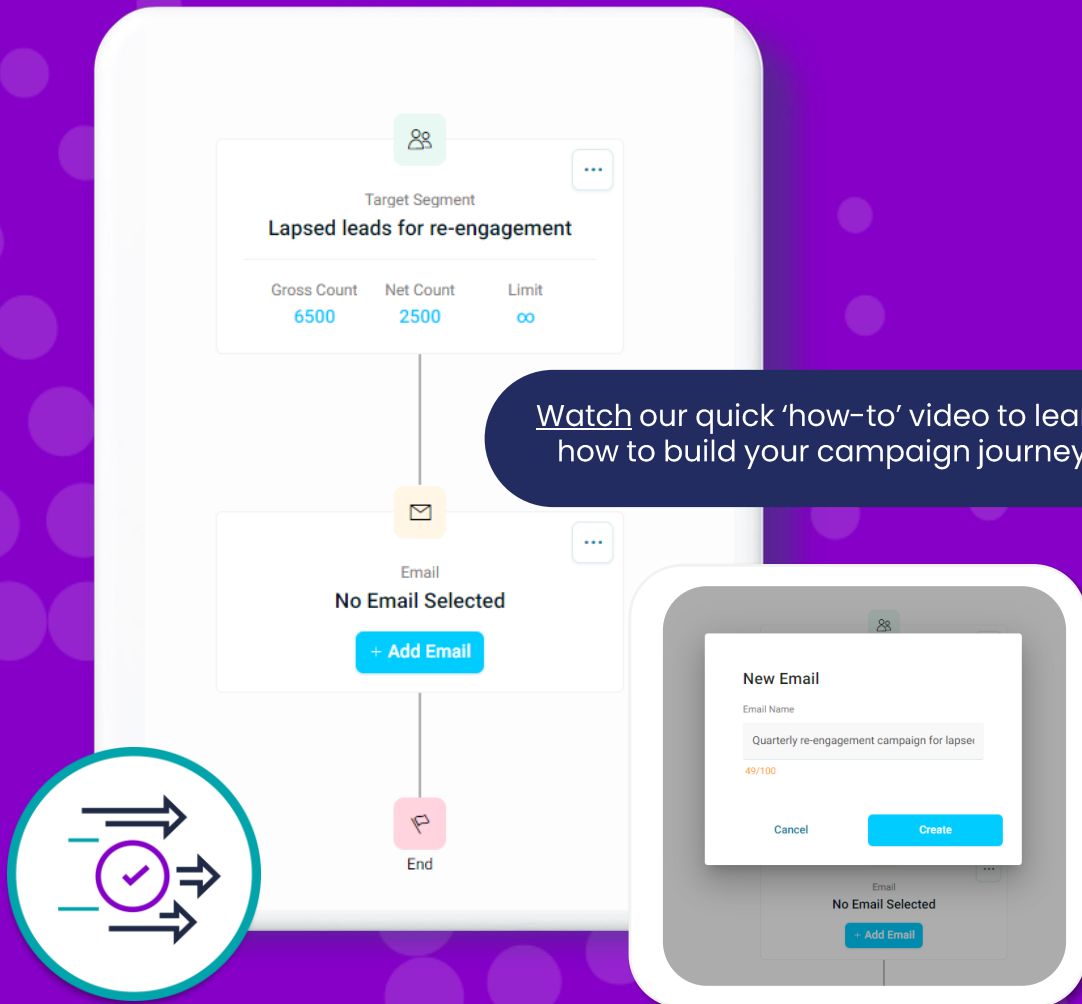 Target Segment
Lapsed leads for re-engagement
Gross Count Net Count Limit
6500 2500 ∞
Watch our quick ‘how-to’ video to lear
how to build your campaign journey
Email
No Email Selected
+ Add Email
End
New Email
Email Name
Quarterly re-engagement campaign for lapse
49/100
Cancel Create
Email
No Email Selected
+ Add Email